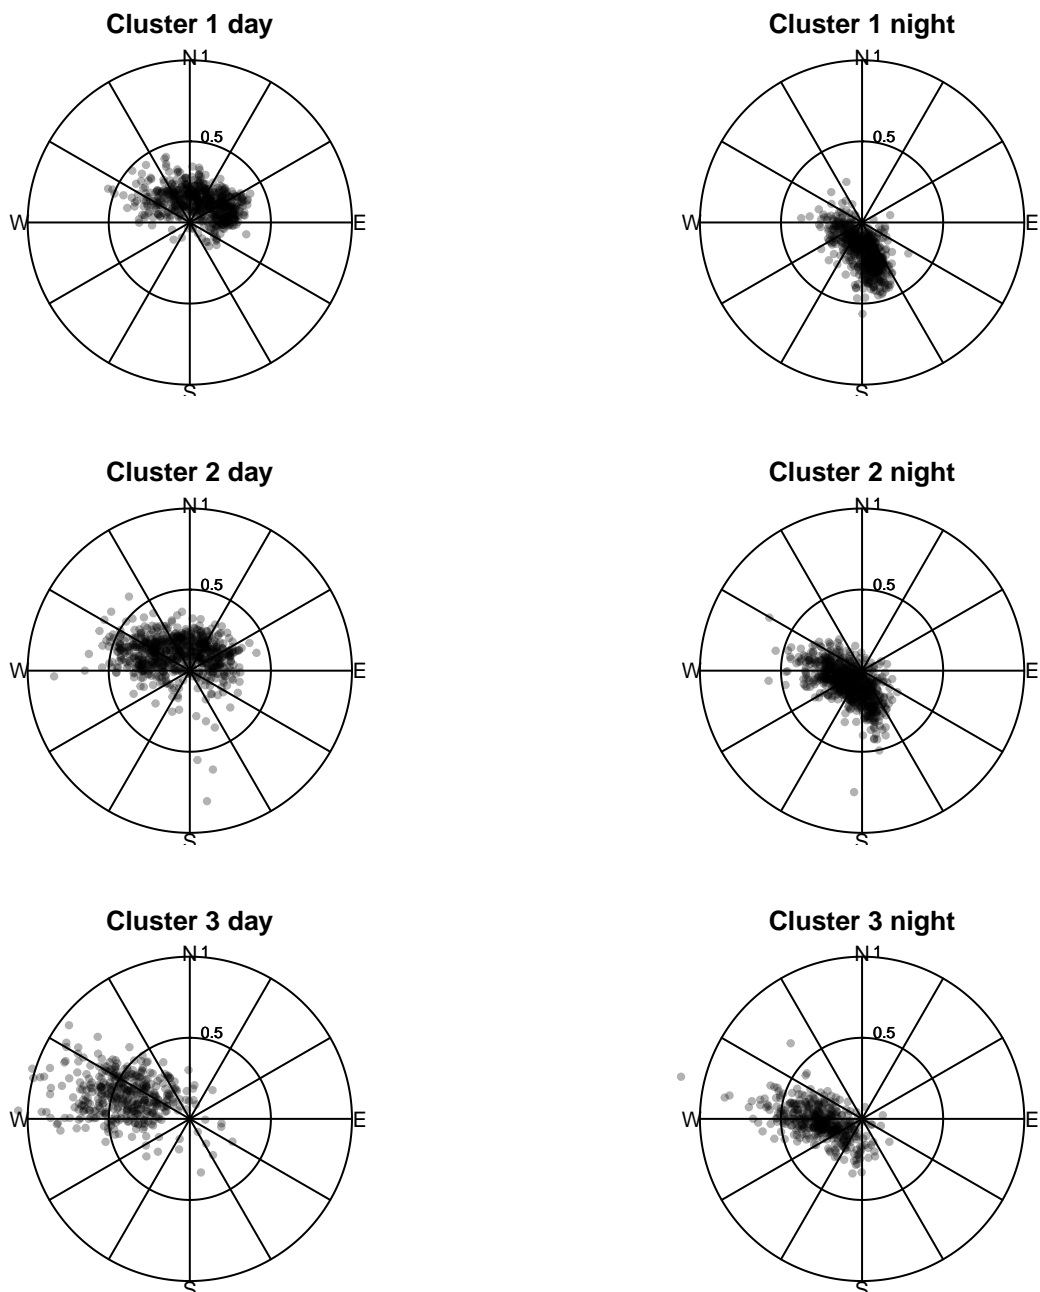 Cluster 1 day
N 1
0.5
W E
S
Cluster 1 night
N 1
0.5
W E
S
Cluster 2 day
N 1
0.5
W E
S
Cluster 2 night
N 1
0.5
W E
S
Cluster 3 day
N 1
0.5
W E
S
Cluster 3 night
N 1
0.5
W E
S